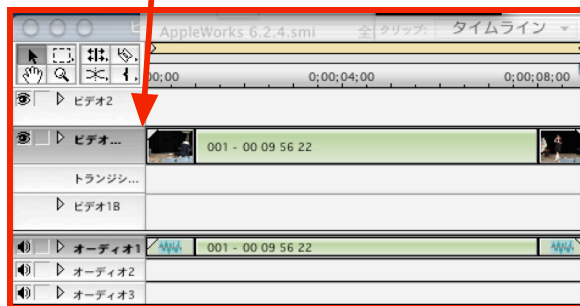 AppleWorks 6.2.4.smi 全 クリップ: タイムライン
00;00 0;00;04;00 0;00;08;00
ビデオ2
ビデオ... 001 - 00 09 56 22
トランジシ...
ビデオ1B
オーディオ1 001 - 00 09 56 22
オーディオ2
オーディオ3